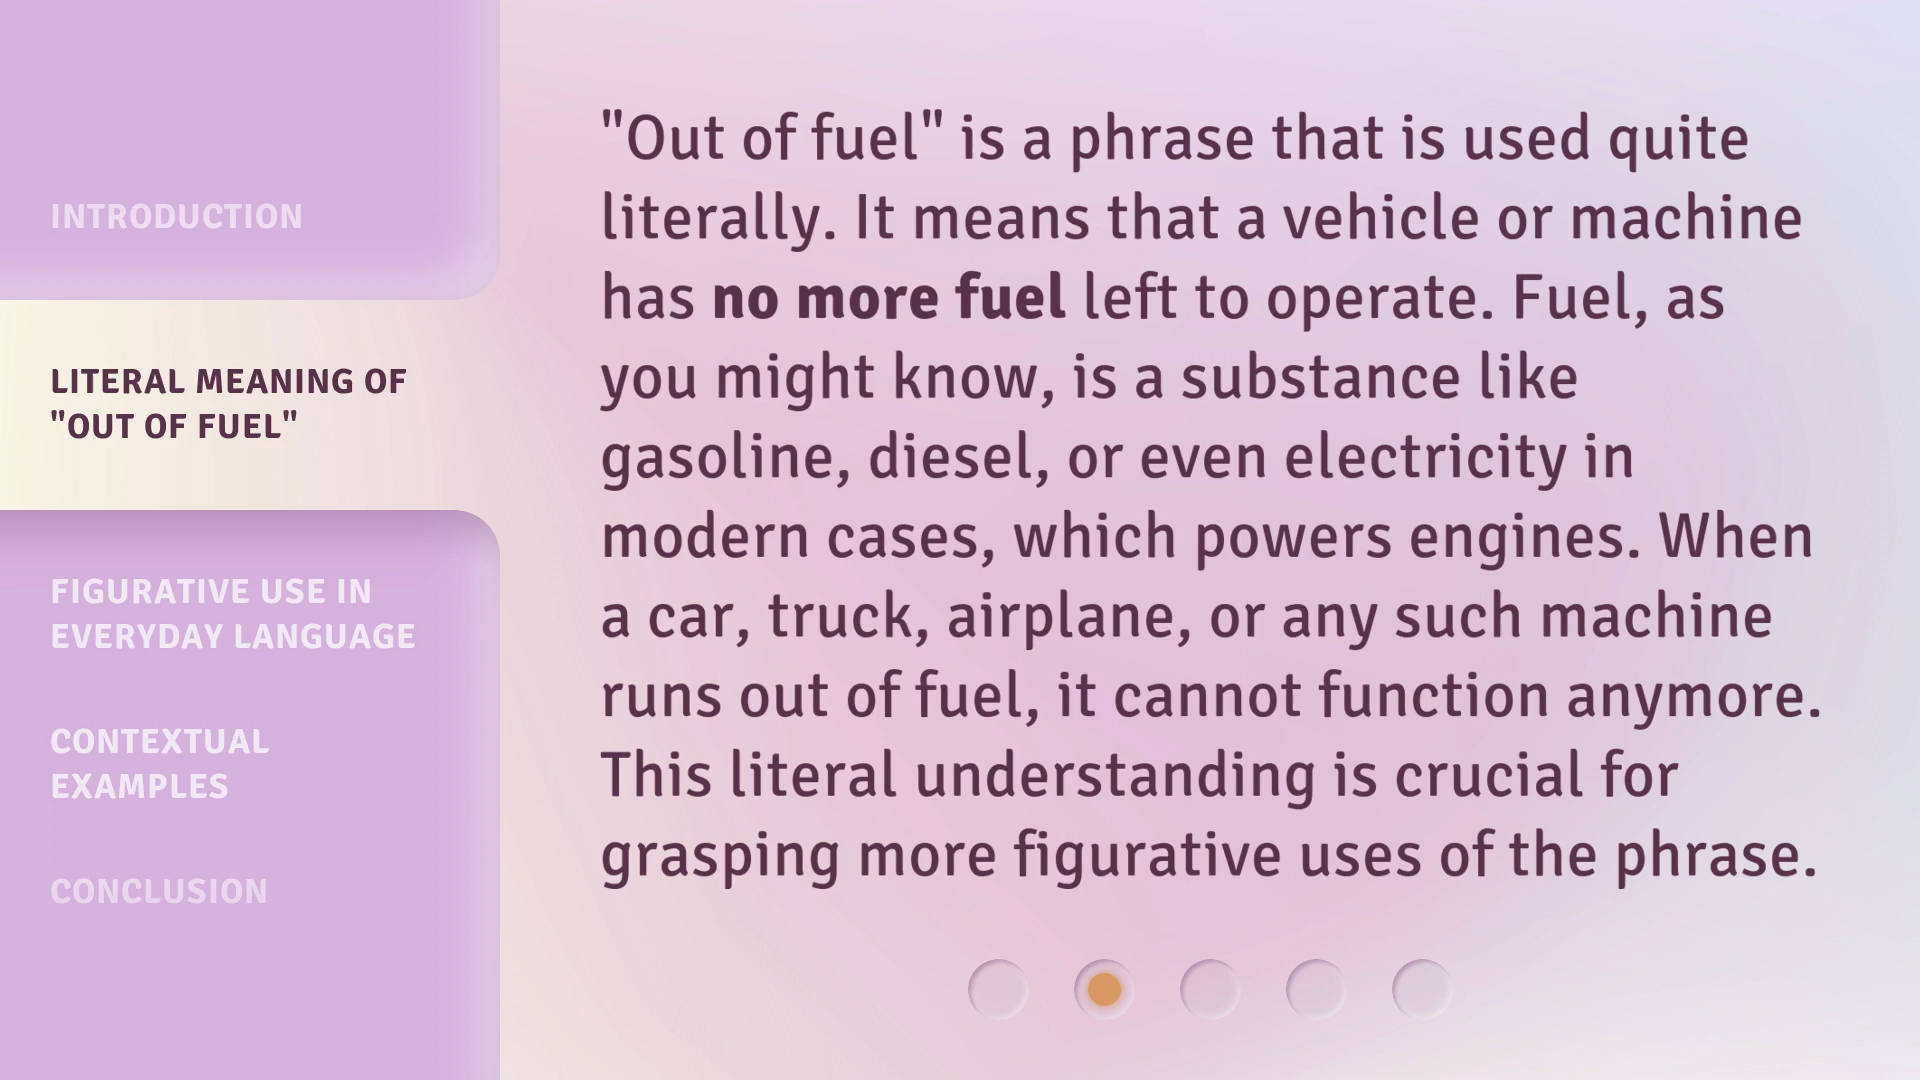 INTRODUCTION
LITERAL MEANING OF
"OUT OF FUEL"
FIGURATIVE USE IN
EVERYDAY LANGUAGE
CONTEXTUAL
EXAMPLES
CONCLUSION
"Out of fuel" is a phrase that is used quite
literally. It means that a vehicle or machine
has no more fuel left to operate. Fuel, as
you might know, is a substance like
gasoline, diesel, or even electricity in
modern cases, which powers engines. When
a car, truck, airplane, or any such machine
runs out of fuel, it cannot function anymore.
This literal understanding is crucial for
grasping more figurative uses of the phrase.